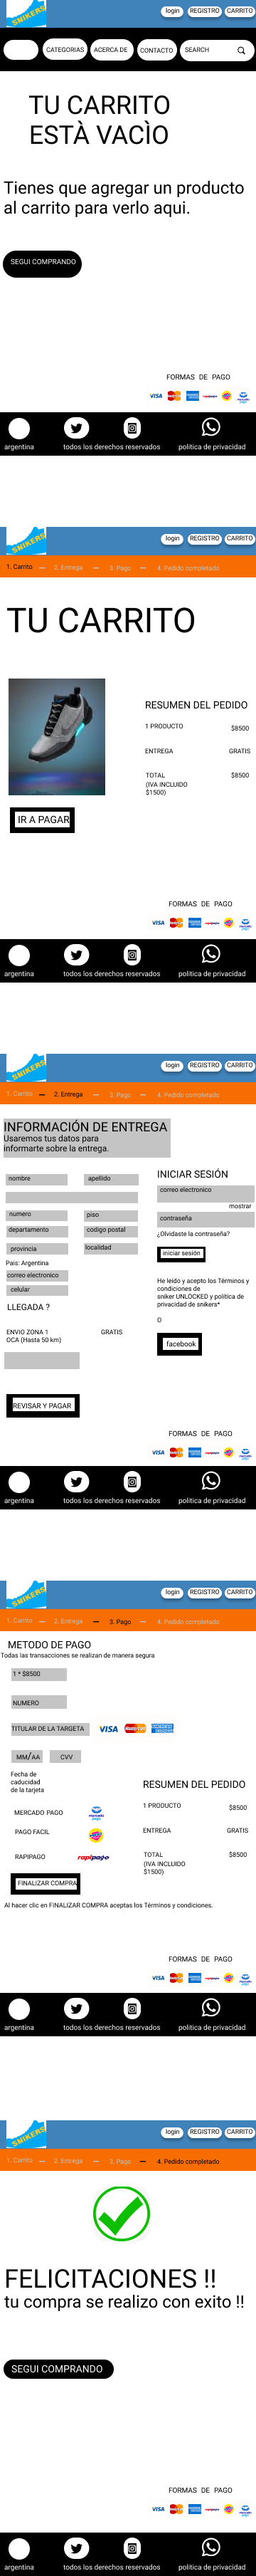 SNIKERS
login REGISTRO CARRITO
CATEGORIAS ACERCA DE CONTACTO SEARCH
TU CARRITO
ESTÀ VACÌO
Tienes que agregar un producto
al carrito para verlo aqui.
SEGUI COMPRANDO
FORMAS DE PAGO
VISA
argentina todos los derechos reservados politica de privacidad
SNIKERS
login REGISTRO CARRITO
1. Carrito 2. Entrega 3. Pago 4. Pedido completado
TU CARRITO
RESUMEN DEL PEDIDO
1 PRODUCTO $8500
ENTREGA GRATIS
TOTAL $8500
(IVA INCLUIDO
$1500)
IR A PAGAR
FORMAS DE PAGO
VISA
argentina todos los derechos reservados politica de privacidad
SNIKERS
login REGISTRO CARRITO
1. Carrito 2. Entrega 3. Pago 4. Pedido completado
INFORMACIÓN DE ENTREGA
Usaremos tus datos para
informarte sobre la entrega.
nombre apellido
numero piso
departamento codigo postal
provincia localidad
Pais: Argentina
correo electronico
celular
LLEGADA ?
ENVIO ZONA 1 GRATIS
OCA (Hasta 50 km)
REVISAR Y PAGAR
INICIAR SESIÓN
correo electronico
mostrar
contraseña
¿Olvidaste la contraseña?
iniciar sesión
He leido y acepto los Términos y
condiciones de
sniker UNLOCKED y política de
privacidad de snikers*
O
facebook
FORMAS DE PAGO
VISA
argentina todos los derechos reservados politica de privacidad
SNIKERS
login REGISTRO CARRITO
1. Carrito 2. Entrega 3. Pago 4. Pedido completado
METODO DE PAGO
Todas las transacciones se realizan de manera segura
1 * $8500
NUMERO
TITULAR DE LA TARGETA VISA
MM/AA CVV
Fecha de
caducidad
de la tarjeta
MERCADO PAGO
PAGO FACIL
RAPIPAGO rapipago
FINALIZAR COMPRA
RESUMEN DEL PEDIDO
1 PRODUCTO $8500
ENTREGA GRATIS
TOTAL $8500
(IVA INCLUIDO
$1500)
Al hacer clic en FINALIZAR COMPRA aceptas los Términos y condiciones.
FORMAS DE PAGO
VISA
argentina todos los derechos reservados politica de privacidad
SNIKERS
login REGISTRO CARRITO
1. Carrito 2. Entrega 3. Pago 4. Pedido completado
FELICITACIONES !!
tu compra se realizo con exito !!
SEGUI COMPRANDO
FORMAS DE PAGO
VISA
argentina todos los derechos reservados politica de privacidad